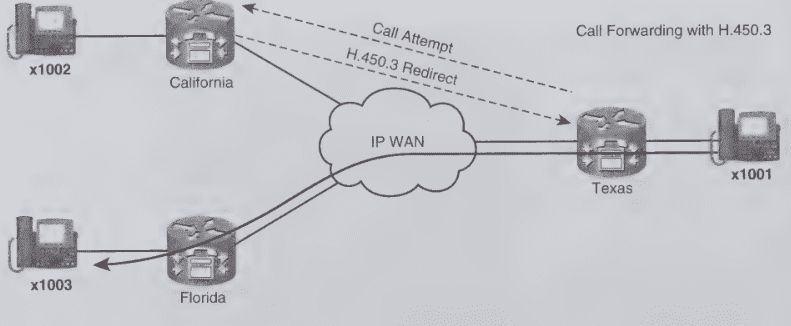 Call Forwarding with H.450.3
Call Attempt
H.450.3 Redirect
x1002
California
IP WAN
Texas
x1001
x1003
Florida